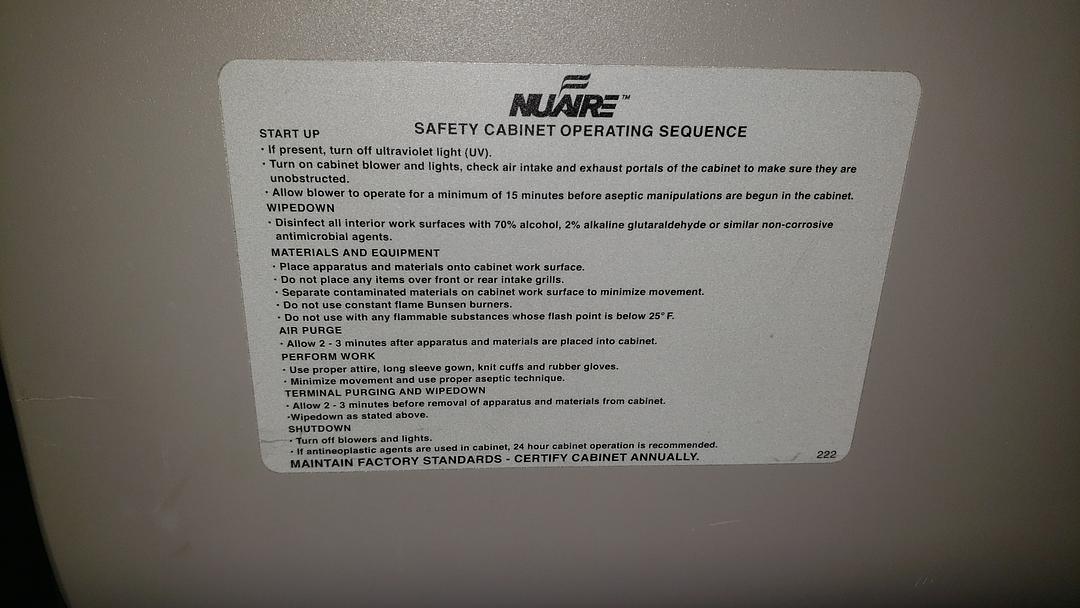 NUAIRE™
SAFETY CABINET OPERATING SEQUENCE
START UP
· If present, turn off ultraviolet light (UV).
· Turn on cabinet blower and lights, check air intake and exhaust portals of the cabinet to make sure they are
unobstructed.
· Allow blower to operate for a minimum of 15 minutes before aseptic manipulations are begun in the cabinet.
WIPEDOWN
· Disinfect all interior work surfaces with 70% alcohol, 2% alkaline glutaraldehyde or similar non-corrosive
antimicrobial agents.
MATERIALS AND EQUIPMENT
· Place apparatus and materials onto cabinet work surface.
· Do not place any items over front or rear intake grills.
· Separate contaminated materials on cabinet work surface to minimize movement.
· Do not use constant flame Bunsen burners.
· Do not use with any flammable substances whose flash point is below 25° F.
AIR PURGE
· Allow 2 - 3 minutes after apparatus and materials are placed into cabinet.
PERFORM WORK
· Use proper attire, long sleeve gown, knit cuffs and rubber gloves.
· Minimize movement and use proper aseptic technique.
TERMINAL PURGING AND WIPEDOWN
· Allow 2 - 3 minutes before removal of apparatus and materials from cabinet.
·Wipedown as stated above.
SHUTDOWN
· Turn off blowers and lights.
· If antineoplastic agents are used in cabinet, 24 hour cabinet operation is recommended.
MAINTAIN FACTORY STANDARDS - CERTIFY CABINET ANNUALLY.
222